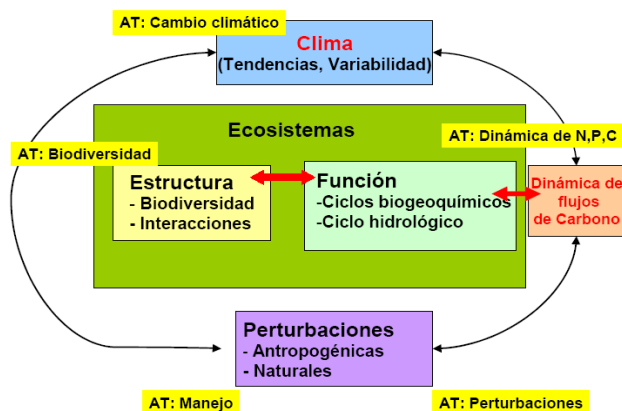 AT: Cambio climático
Clima
(Tendencias, Variabilidad)
Ecosistemas
AT: Dinámica de N,P,C
AT: Biodiversidad
Estructura
- Biodiversidad
- Interacciones
Función
-Ciclos biogeoquímicos
-Ciclo hidrológico
Dinámica de
flujos
de Carbono
Perturbaciones
- Antropogénicas
- Naturales
AT: Manejo
AT: Perturbaciones